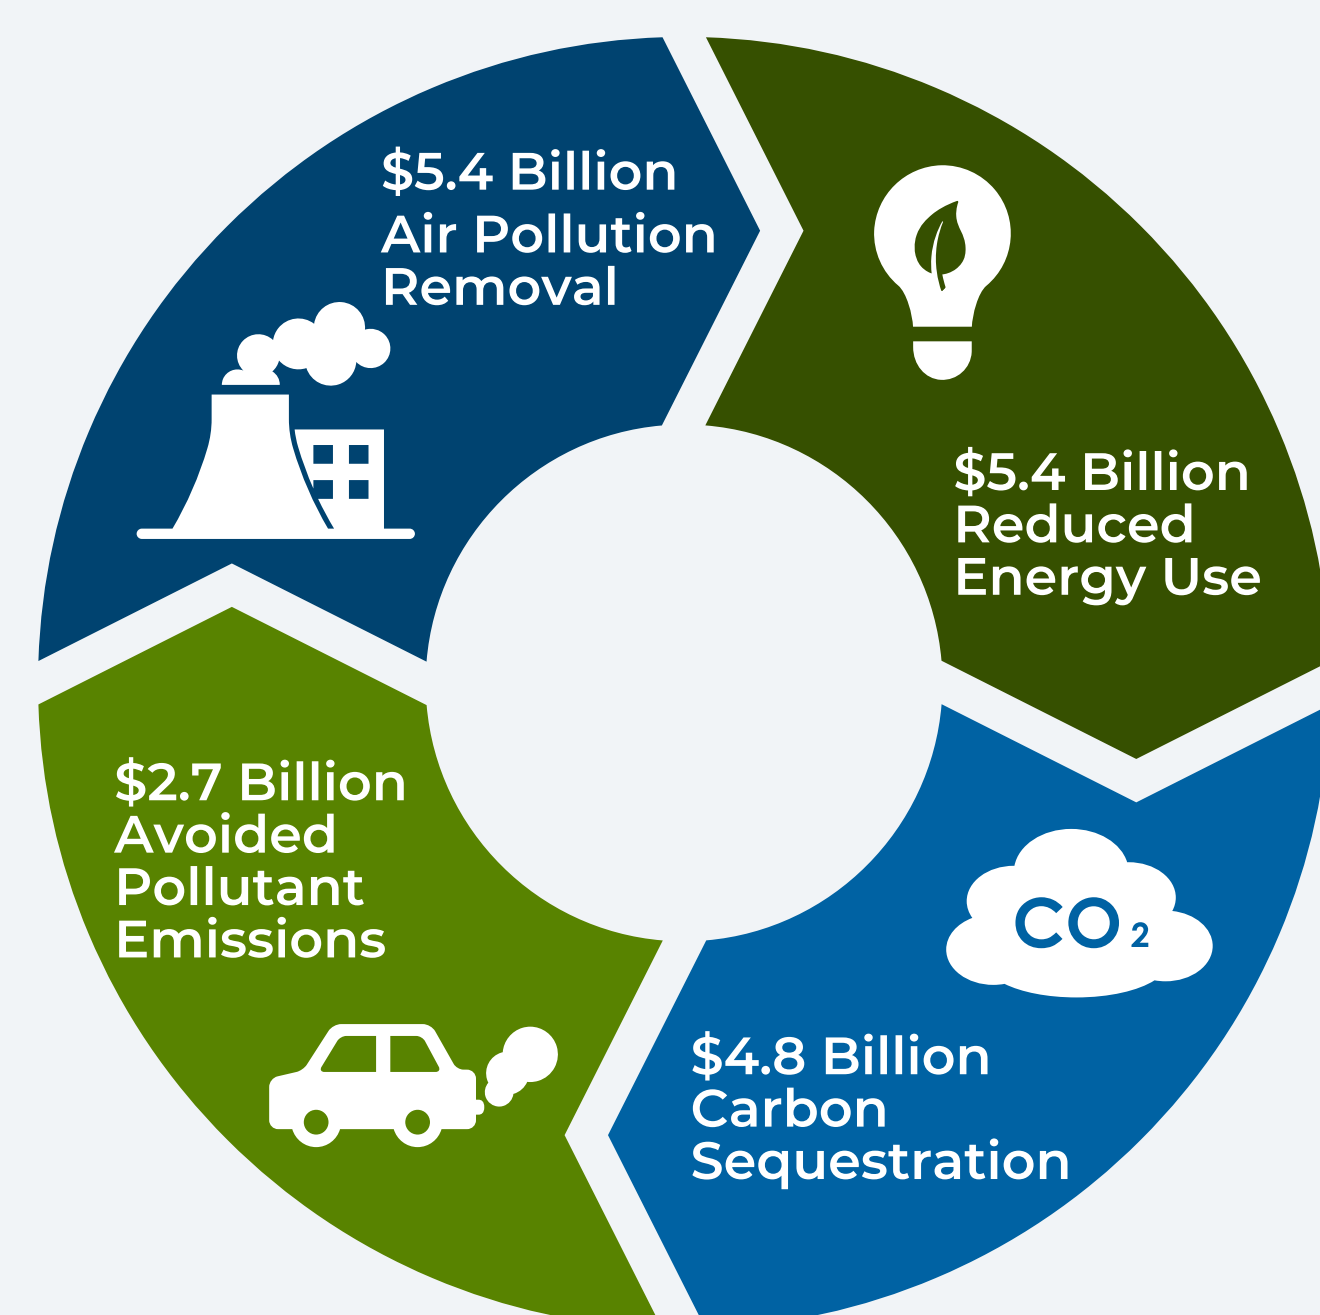 $5.4 Billion
Air Pollution
Removal
$5.4 Billion
Reduced
Energy Use
$2.7 Billion
Avoided
Pollutant
Emissions
CO₂
$4.8 Billion
Carbon
Sequestration